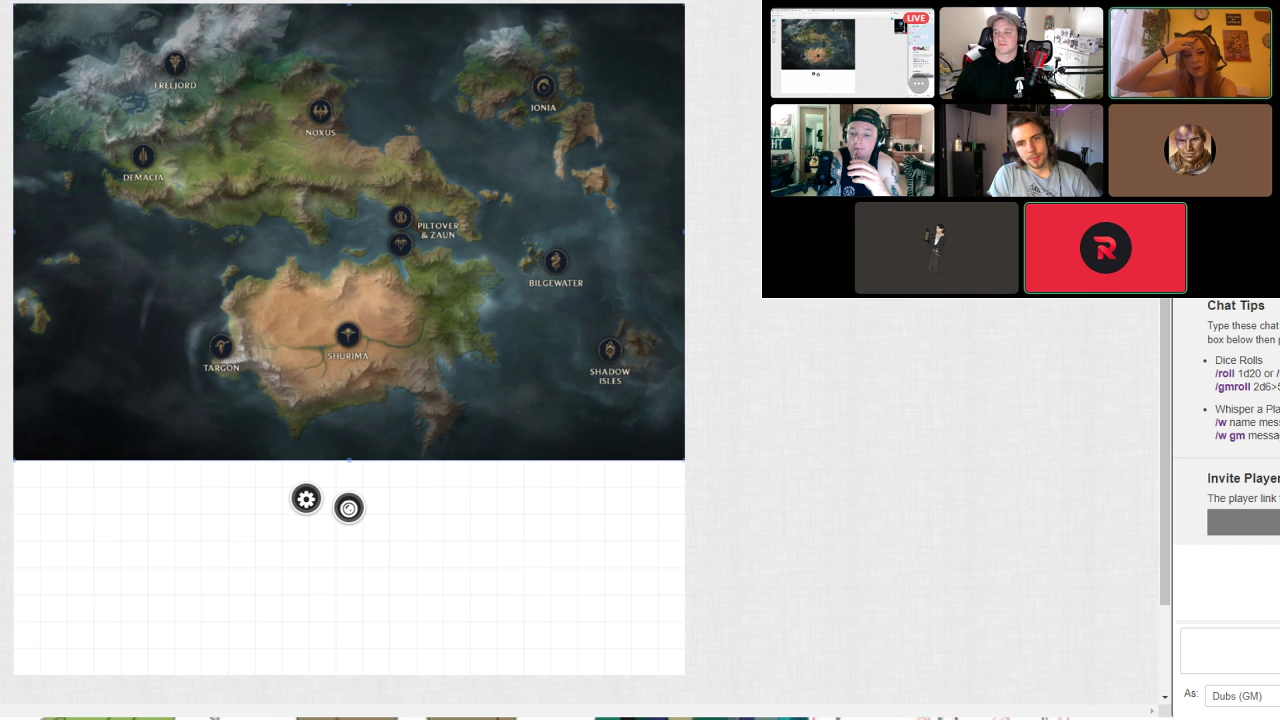 FRELJORD
NOXUS
DEMACIA
IONIA
PILTOVER
& ZAUN
BILGEWATER
SHURIMA
TARGON
SHADOW
ISLES
LIVE
Chat Tips
Type these chat
box below then p
Dice Rolls
/roll 1d20 or /
/gmroll 2d6>5
Whisper a Pla
/w name mess
/w gm messa
Invite Player
The player link
As:
Dubs (GM)